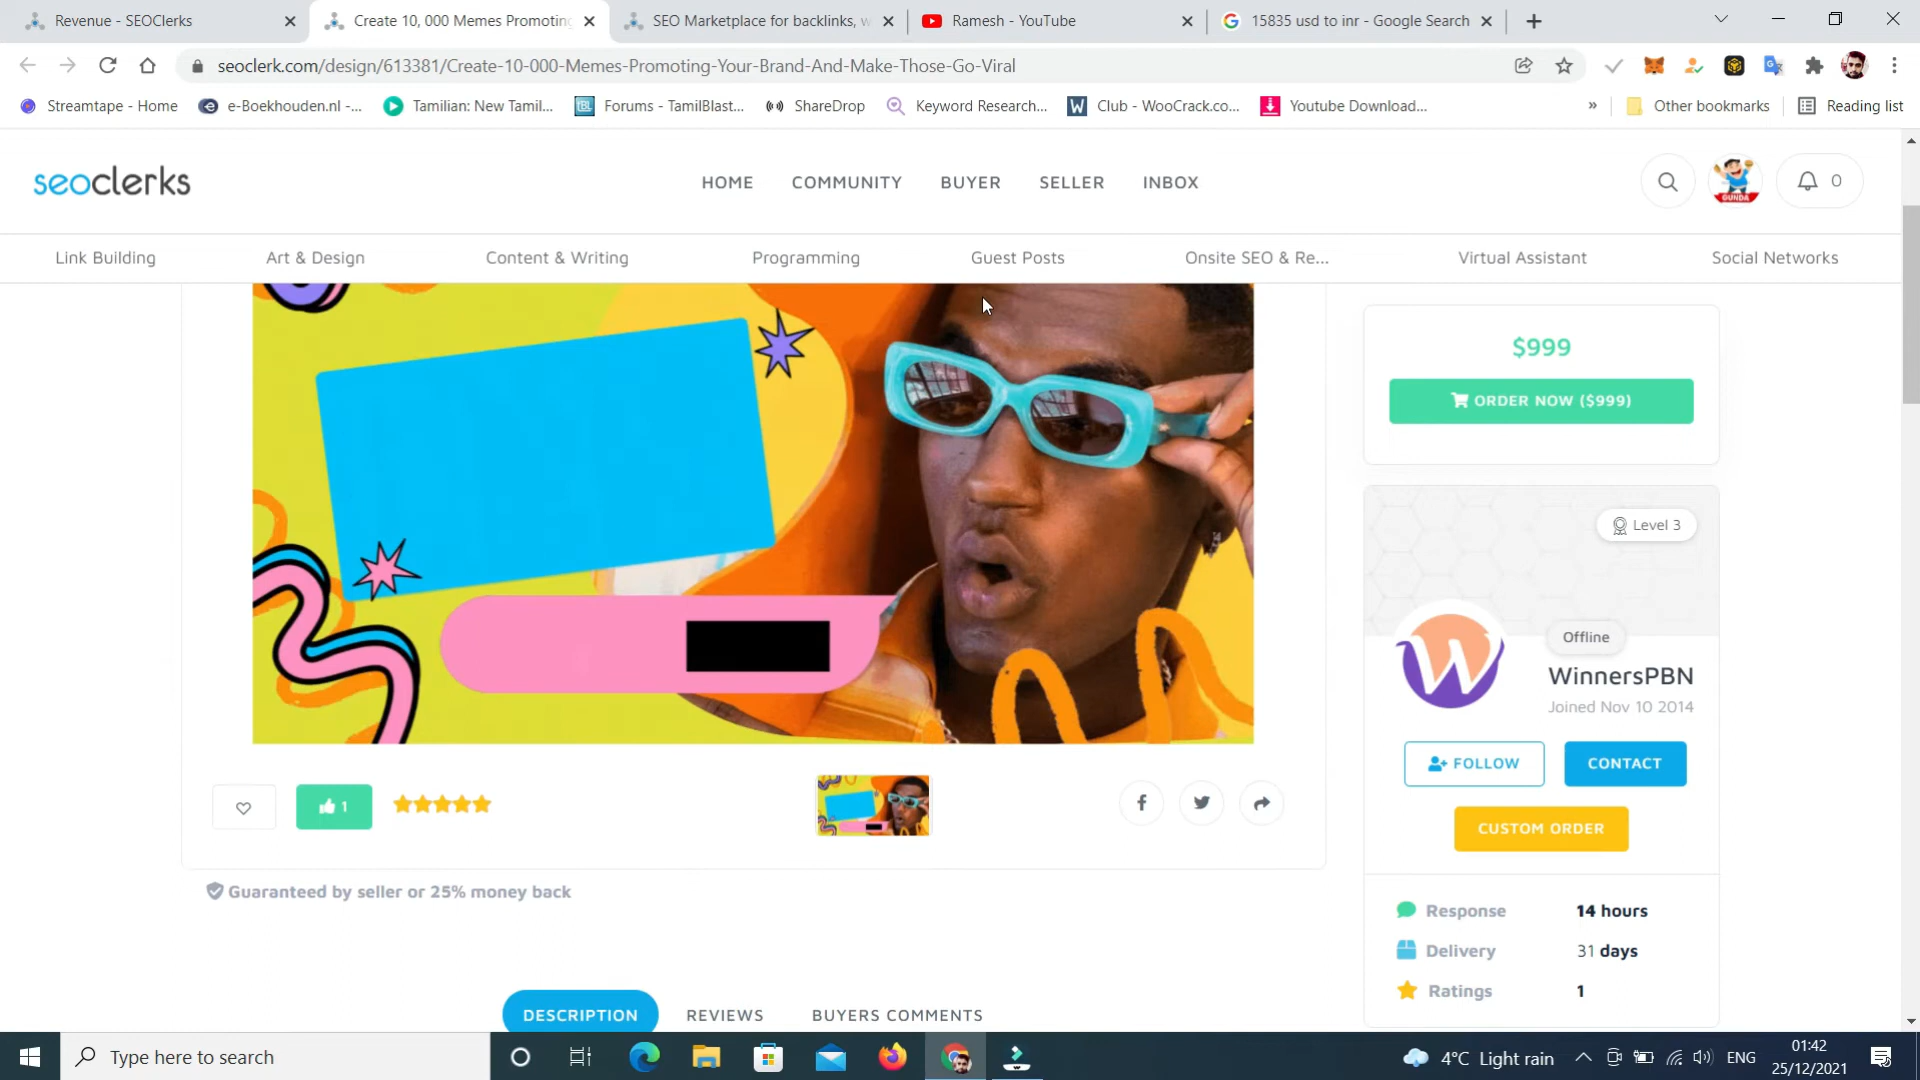 Revenue - SEOClerks
Create 10, 000 Memes Promoting
SEO Marketplace for backlinks, w
Ramesh - YouTube
15835 usd to inr - Google Search
seoclerk.com/design/613381/Create-10-000-Memes-Promoting-Your-Brand-And-Make-Those-Go-Viral
Streamtape - Home
e-Boekhouden.nl -...
Tamilian: New Tamil...
Forums - TamilBlast...
ShareDrop
Keyword Research...
Club - WooCrack.co...
Youtube Download...
»
Other bookmarks
Reading list
seoclerks
HOME
COMMUNITY
BUYER
SELLER
INBOX
GUNDA
0
Link Building
Art & Design
Content & Writing
Programming
Guest Posts
Onsite SEO & Re...
Virtual Assistant
Social Networks
$999
ORDER NOW ($999)
Level 3
Offline
WinnersPBN
Joined Nov 10 2014
FOLLOW
CONTACT
CUSTOM ORDER
1
Guaranteed by seller or 25% money back
Response 14 hours
Delivery 31 days
Ratings 1
DESCRIPTION
REVIEWS
BUYERS COMMENTS
Type here to search
4°C Light rain
ENG
01:42
25/12/2021